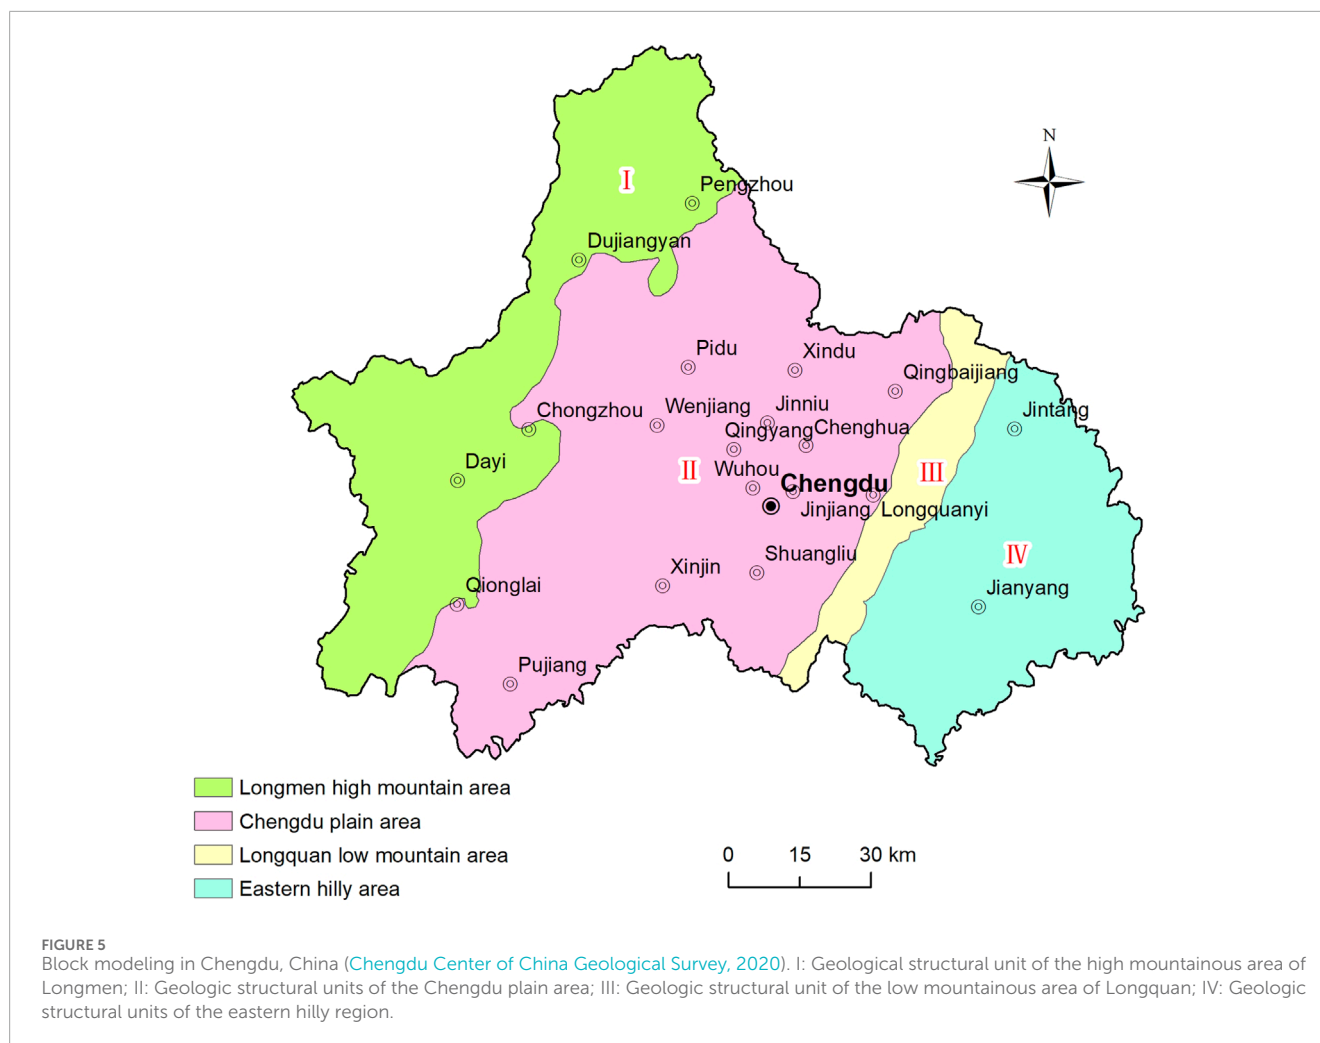 N
I
Pengzhou
Dujiangyan
Pidu
Xindu
Qingbaijiang
Chongzhou
Wenjiang
Jinniu
Jintang
Qingyang
Chenghua
Dayi
II
Wuhou
Chengdu
III
Jinjiang
Longquanyi
Shuangliu
IV
Xinjin
Qionglai
Jianyang
Pujiang
Longmen high mountain area
Chengdu plain area
Longquan low mountain area
Eastern hilly area
0 15 30 km
FIGURE 5
Block modeling in Chengdu, China (Chengdu Center of China Geological Survey, 2020). I: Geological structural unit of the high mountainous area of
Longmen; II: Geologic structural units of the Chengdu plain area; III: Geologic structural unit of the low mountainous area of Longquan; IV: Geologic
structural units of the eastern hilly region.